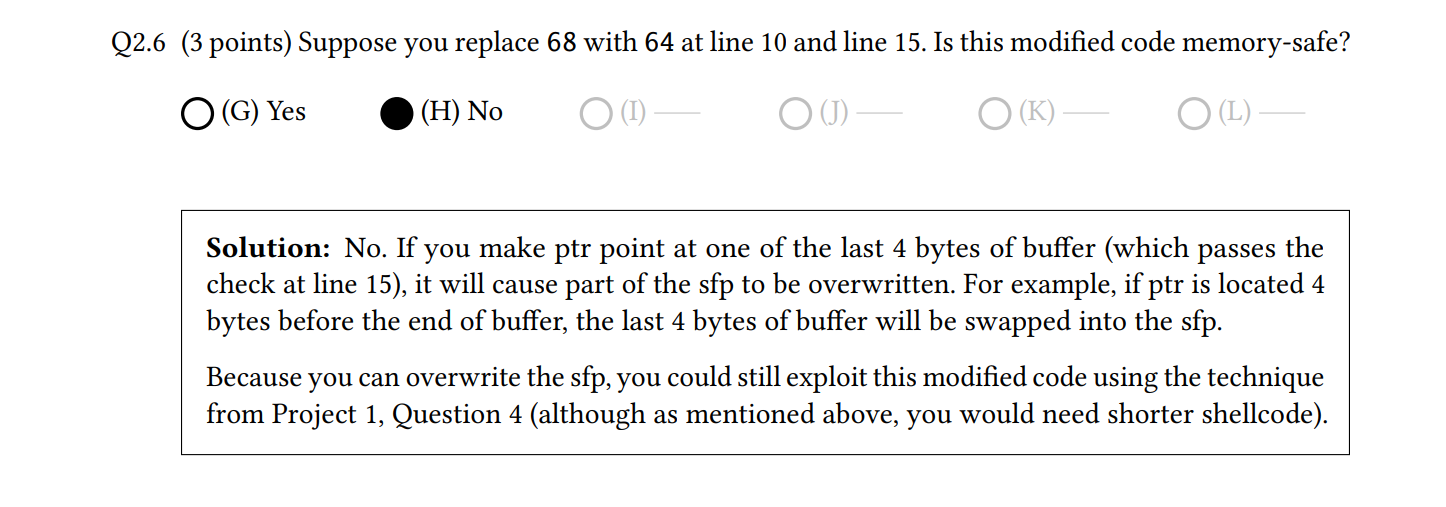 Q2.6 (3 points) Suppose you replace 68 with 64 at line 10 and line 15. Is this modified code memory-safe?
(G) Yes (H) No (I) — (J) — (K) — (L) —
Solution: No. If you make ptr point at one of the last 4 bytes of buffer (which passes the
check at line 15), it will cause part of the sfp to be overwritten. For example, if ptr is located 4
bytes before the end of buffer, the last 4 bytes of buffer will be swapped into the sfp.
Because you can overwrite the sfp, you could still exploit this modified code using the technique
from Project 1, Question 4 (although as mentioned above, you would need shorter shellcode).